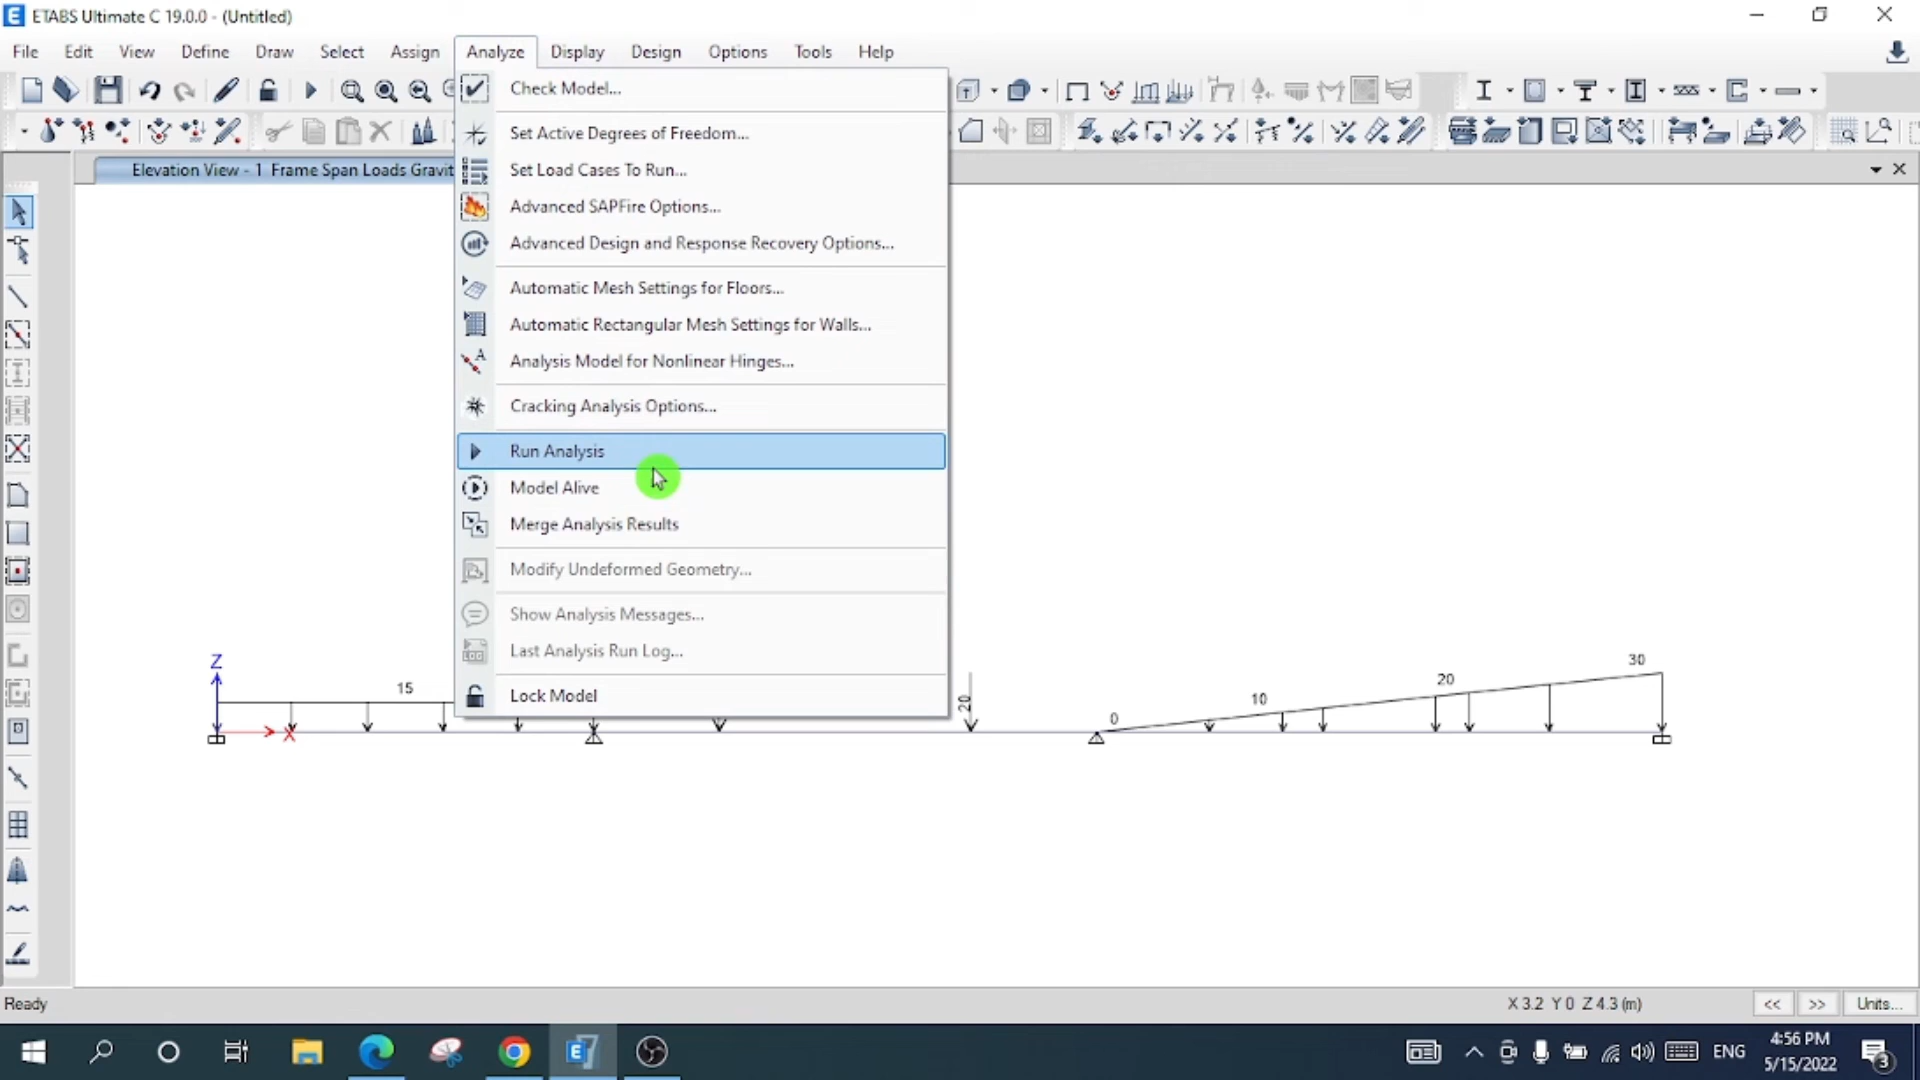 ETABS Ultimate C 19.0.0 - (Untitled)
File Edit View Define Draw Select Assign Analyze Display Design Options Tools Help
Check Model...
Set Active Degrees of Freedom...
Elevation View - 1 Frame Span Loads Gravit
Set Load Cases To Run...
Advanced SAPFire Options...
Advanced Design and Response Recovery Options...
Automatic Mesh Settings for Floors...
Automatic Rectangular Mesh Settings for Walls...
Analysis Model for Nonlinear Hinges...
Cracking Analysis Options...
Run Analysis
Model Alive
Merge Analysis Results
Modify Undeformed Geometry...
Show Analysis Messages...
Last Analysis Run Log...
Lock Model
Z
X
15
20
0
10
20
30
Ready
X 3.2 Y 0 Z 4.3 (m)
<< >> Units...
ENG
4:56 PM
5/15/2022
3